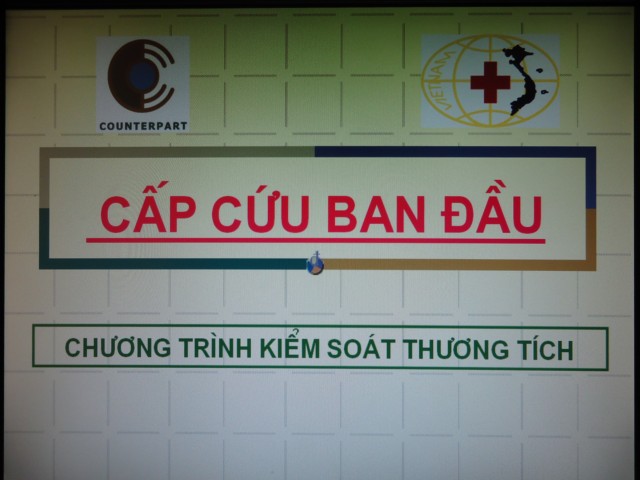 COUNTERPART
VIETNAM
CẤP CỨU BAN ĐẦU
CHƯƠNG TRÌNH KIỂM SOÁT THƯƠNG TÍCH